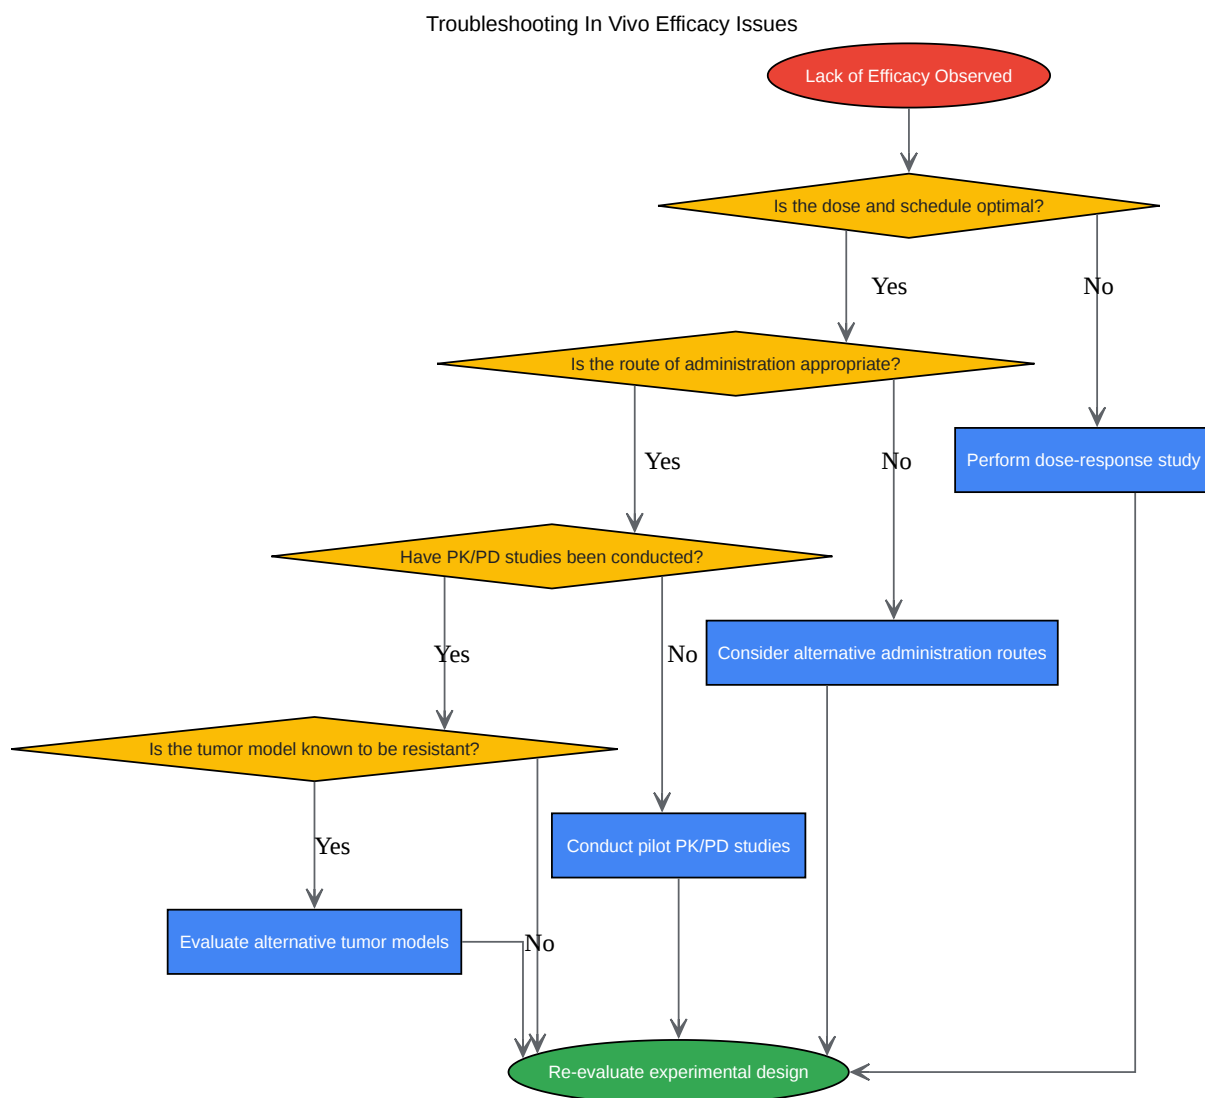 Troubleshooting In Vivo Efficacy Issues
Lack of Efficacy Observed
Is the dose and schedule optimal?
Yes
No
Is the route of administration appropriate?
Yes
No
Perform dose-response study
Have PK/PD studies been conducted?
Yes
No
Consider alternative administration routes
Is the tumor model known to be resistant?
Yes
Conduct pilot PK/PD studies
Evaluate alternative tumor models
No
Re-evaluate experimental design